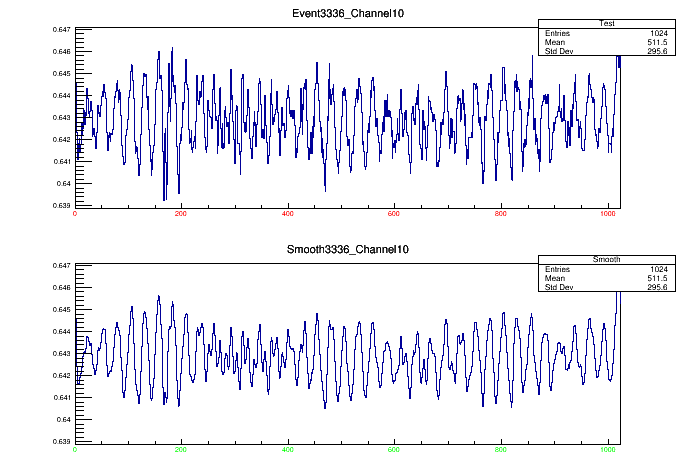 Event3336_Channel10
Test
Entries 1024
Mean 511.5
Std Dev 295.6
0.647
0.646
0.645
0.644
0.643
0.642
0.641
0.64
0.639
0 200 400 600 800 1000
Smooth3336_Channel10
Smooth
Entries 1024
Mean 511.5
Std Dev 295.6
0.647
0.646
0.645
0.644
0.643
0.642
0.641
0.64
0.639
0 200 400 600 800 1000